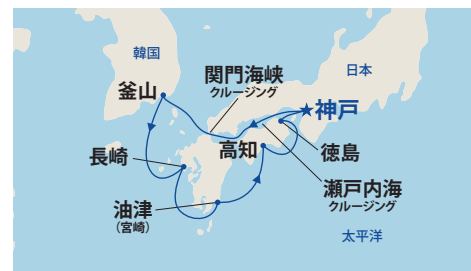 韓国
日本
関門海峡
クルージング
釜山
神戸
長崎
高知
徳島
瀬戸内海
クルージング
油津
(宮崎)
太平洋